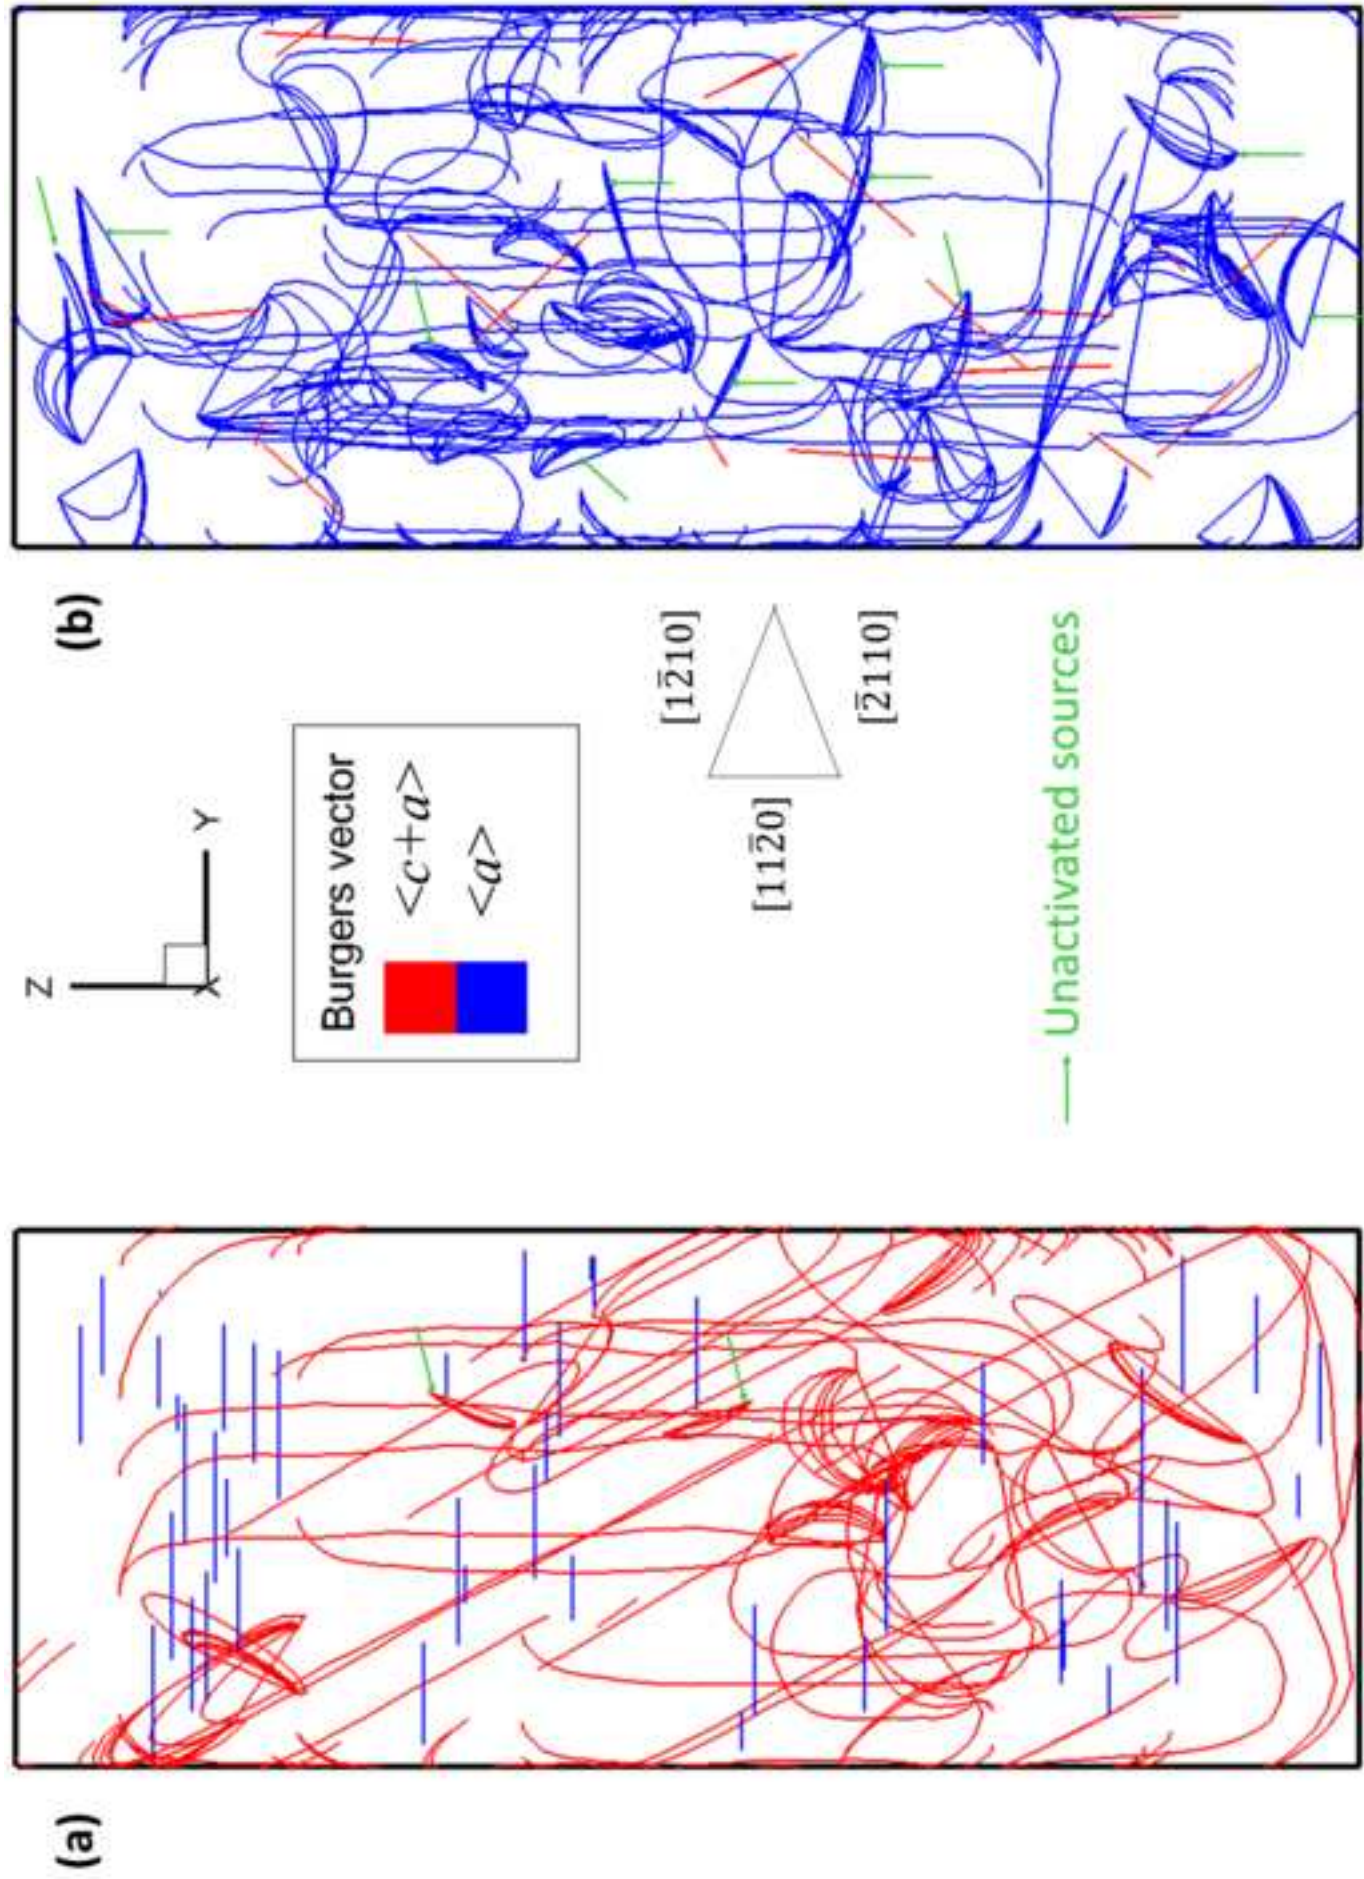 (a)
Z
Y
X
Burgers vector
<c+a>
<a>
[112̅0]
[12̅10]
[2̅110]
Unactivated sources
(b)